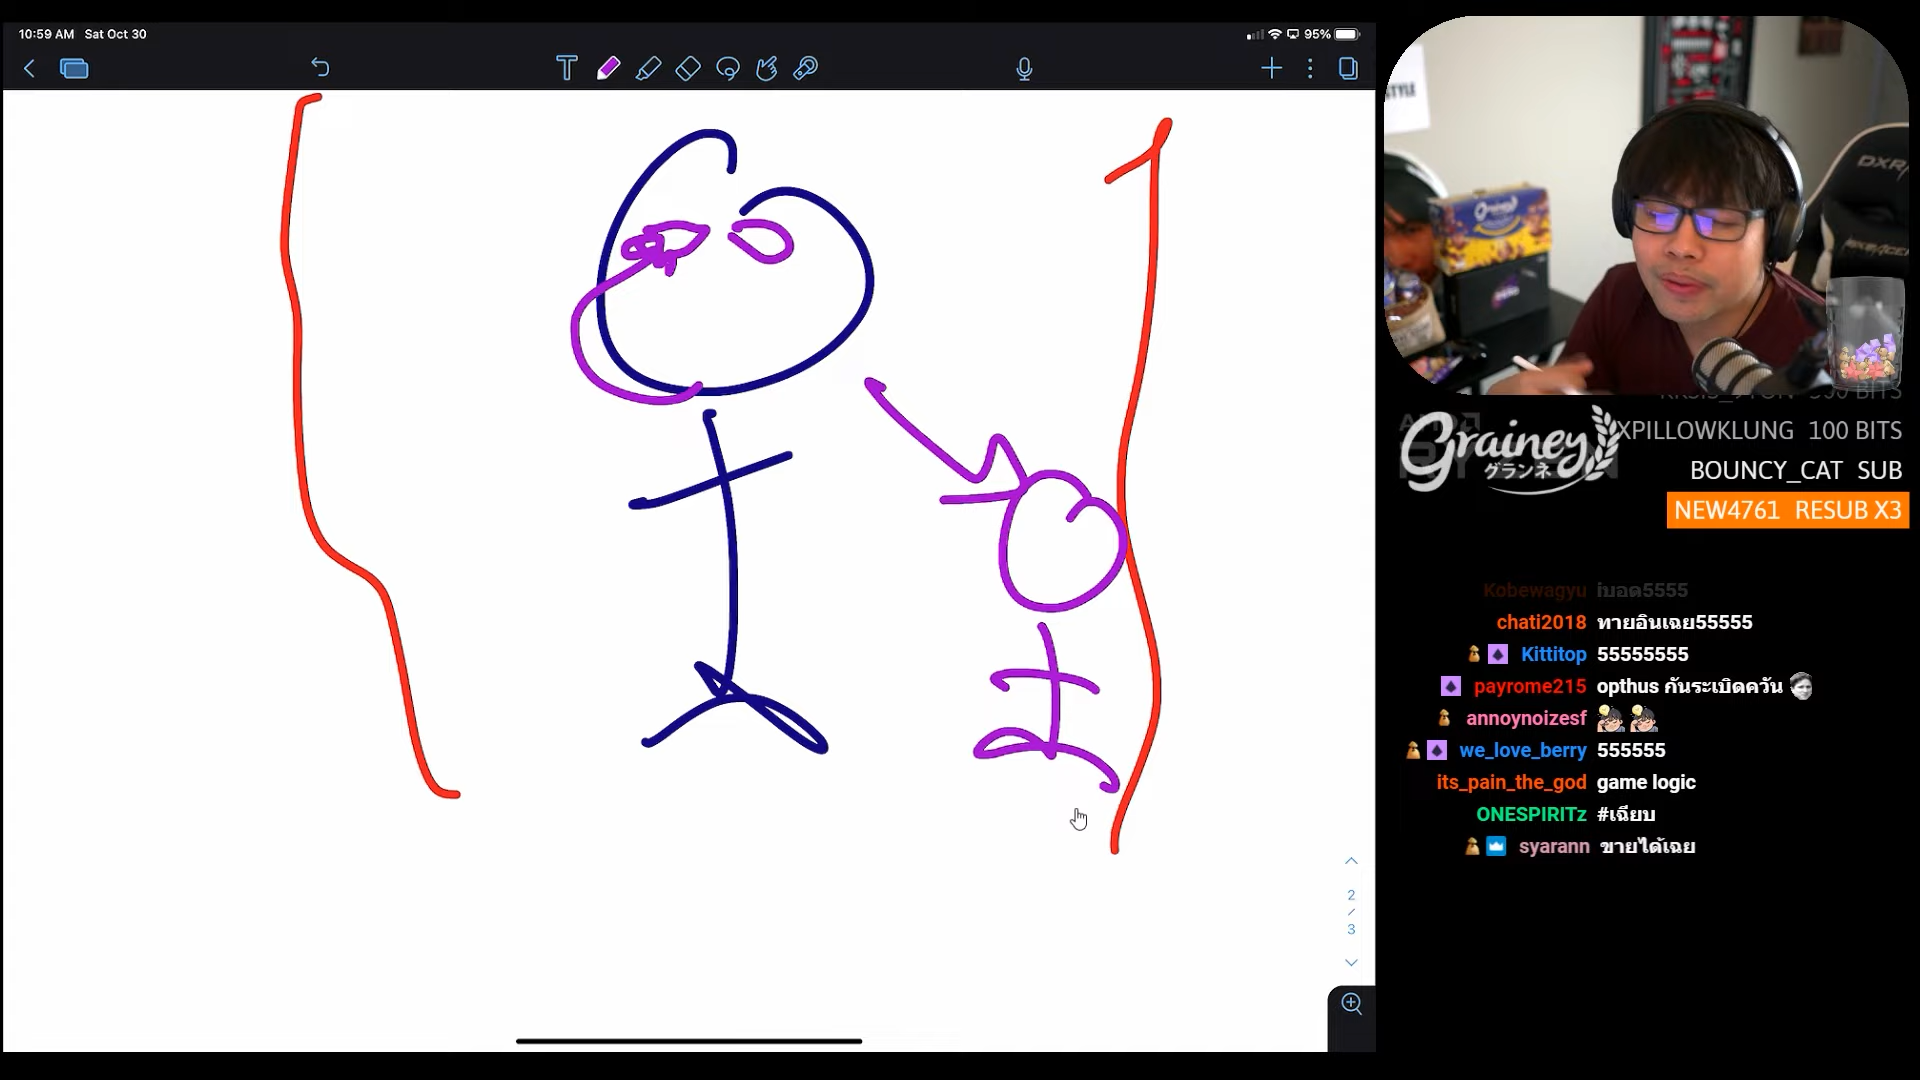 10:59 AM Sat Oct 30
95%
STYLE
DXR
Grainey
グランネ
XPILLOWKLUNG 100 BITS
BOUNCY_CAT SUB
NEW4761 RESUB X3
Kobewagyu เบอด5555
chati2018 ทายอินเฉย55555
Kittitop 55555555
payrome215 opthus กันระเบิดควัน
annoynoizesf
we_love_berry 555555
its_pain_the_god game logic
ONESPIRITz #เฉียบ
syarann ขายได้เฉย
2
/
3